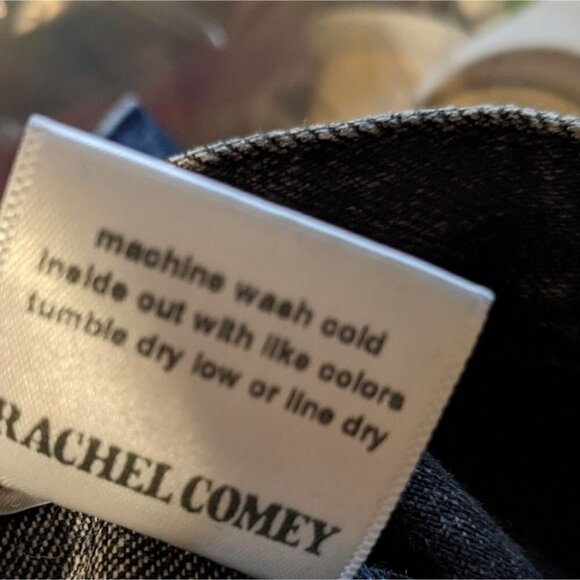 machine wash cold
inside out with like colors
tumble dry low or line dry
RACHEL COMEY